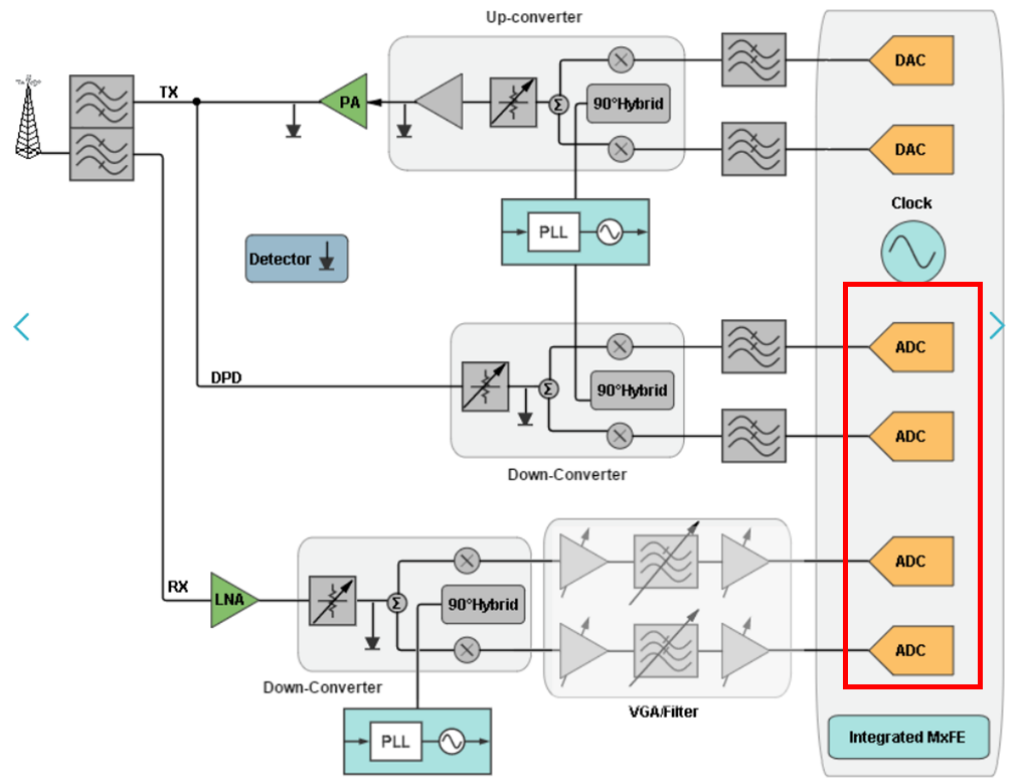 Up-converter
DAC
TX
PA
Σ
90°Hybrid
DAC
Clock
PLL
Detector
ADC
DPD
Σ
90°Hybrid
ADC
Down-Converter
ADC
RX
LNA
Σ
90°Hybrid
ADC
Down-Converter
VGA/Filter
PLL
Integrated MxFE